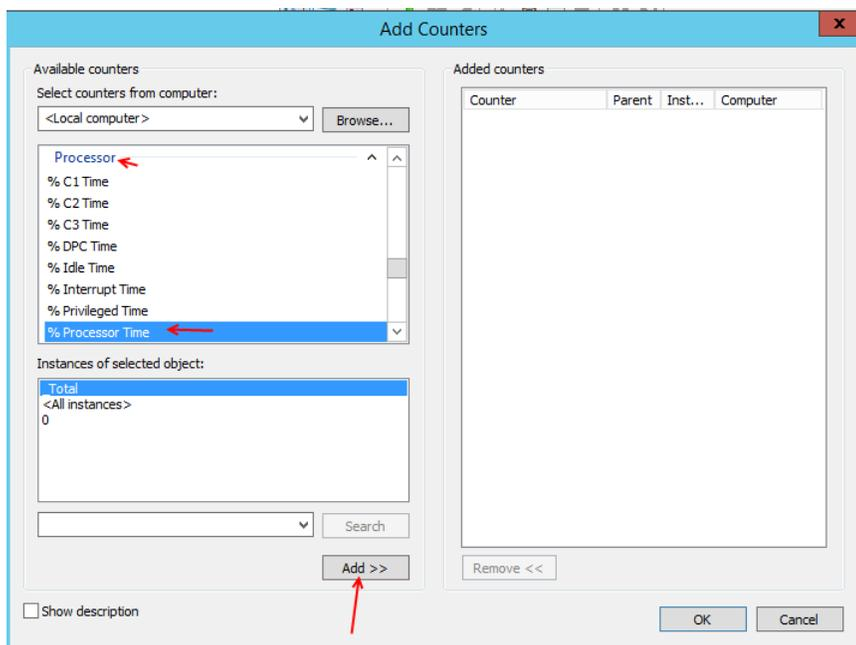 Add Counters
x
Available counters
Select counters from computer:
<Local computer>
Browse...
Processor
% C1 Time
% C2 Time
% C3 Time
% DPC Time
% Idle Time
% Interrupt Time
% Privileged Time
% Processor Time
Instances of selected object:
_Total
<All instances>
0
Search
Add >>
Show description
Added counters
Counter Parent Inst... Computer
Remove <<
OK Cancel